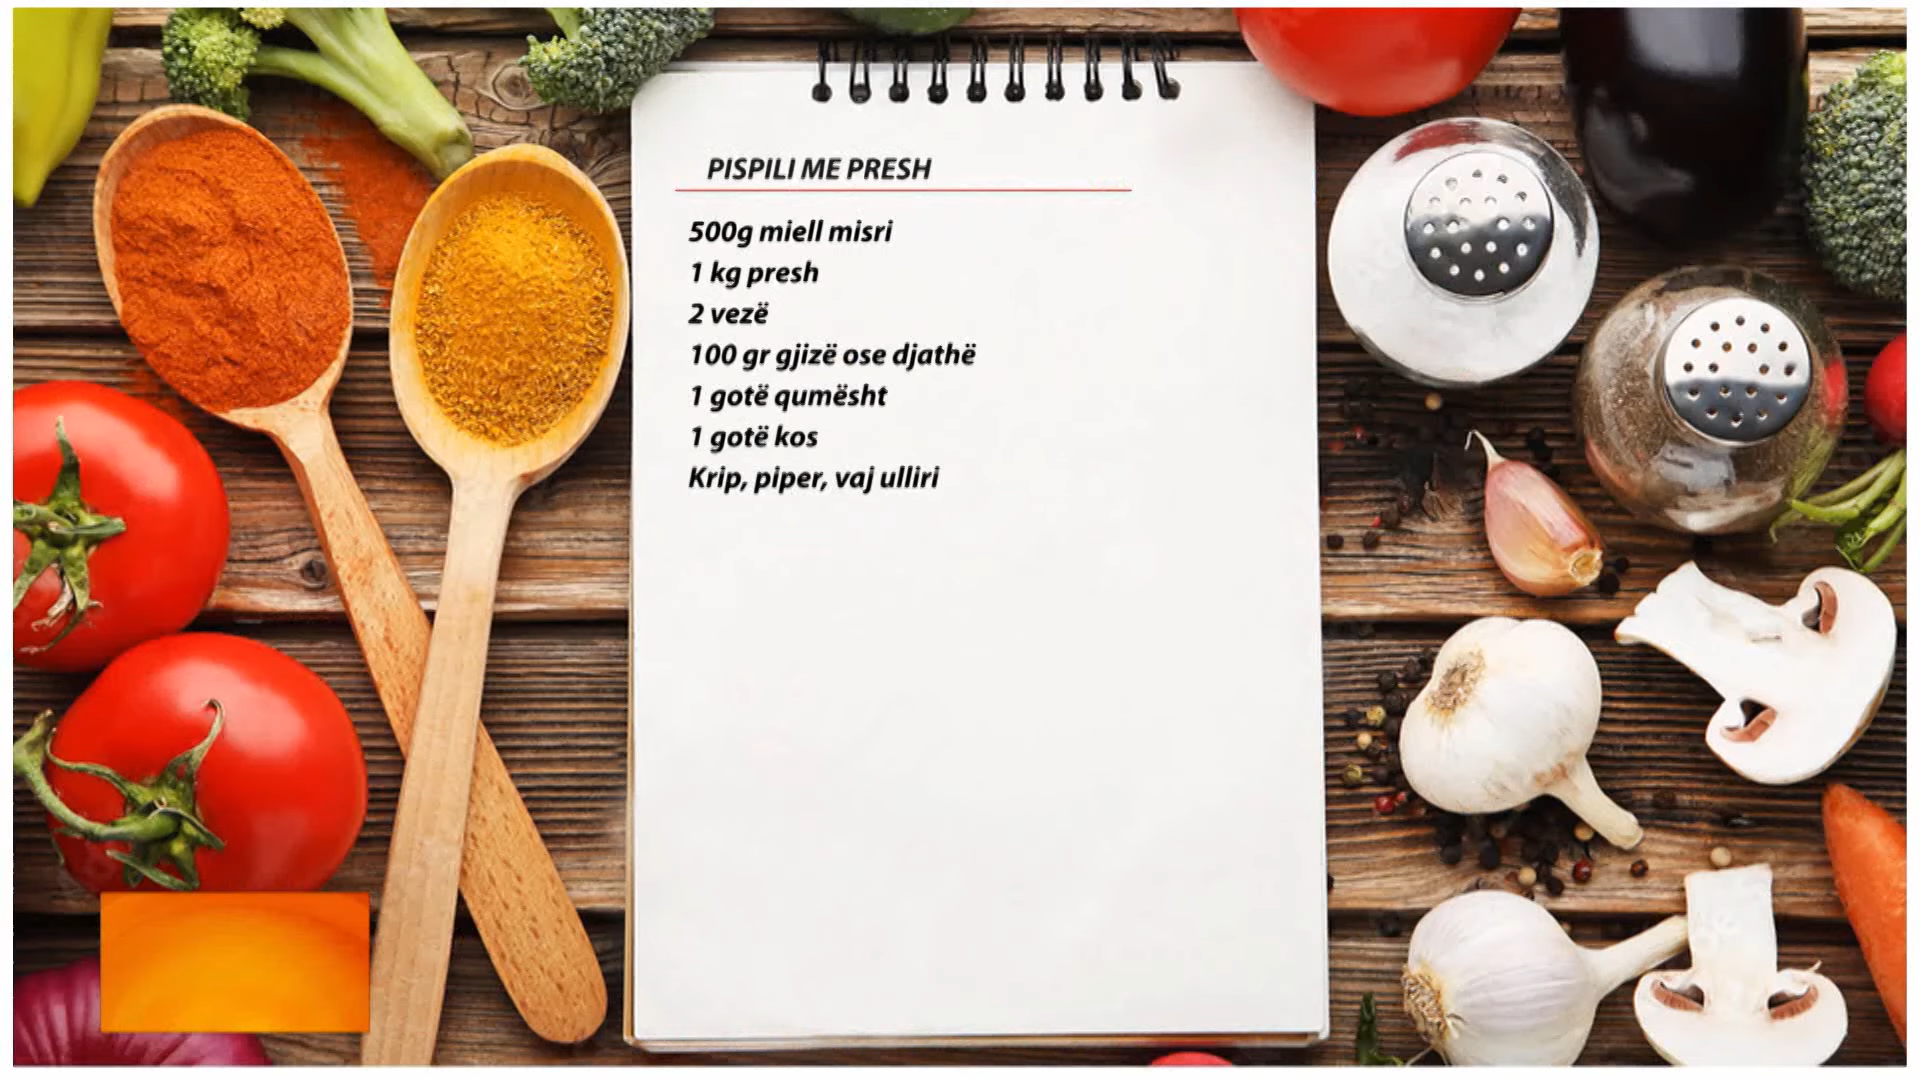 PISPILI ME PRESH
500g miell misri
1 kg presh
2 vezë
100 gr gjizë ose djathë
1 gotë qumësht
1 gotë kos
Krip, piper, vaj ulliri